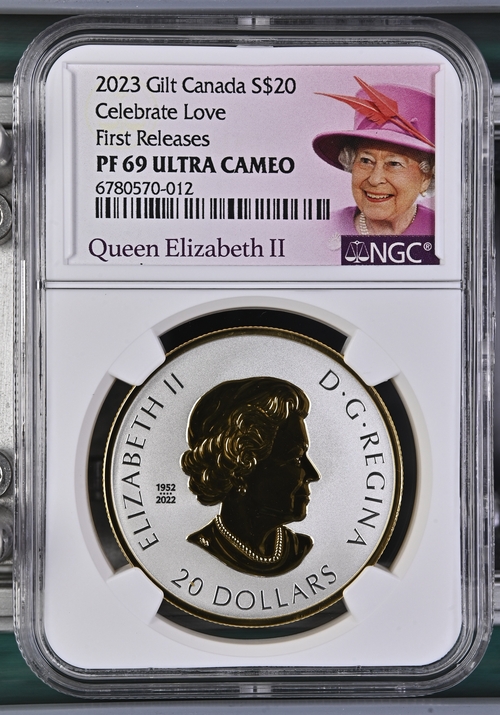 2023 Gilt Canada S$20
Celebrate Love
First Releases
PF 69 ULTRA CAMEO
6780570-012
Queen Elizabeth II
NGC®
ELIZABETH II
D·G·REGINA
1952
2022
20 DOLLARS